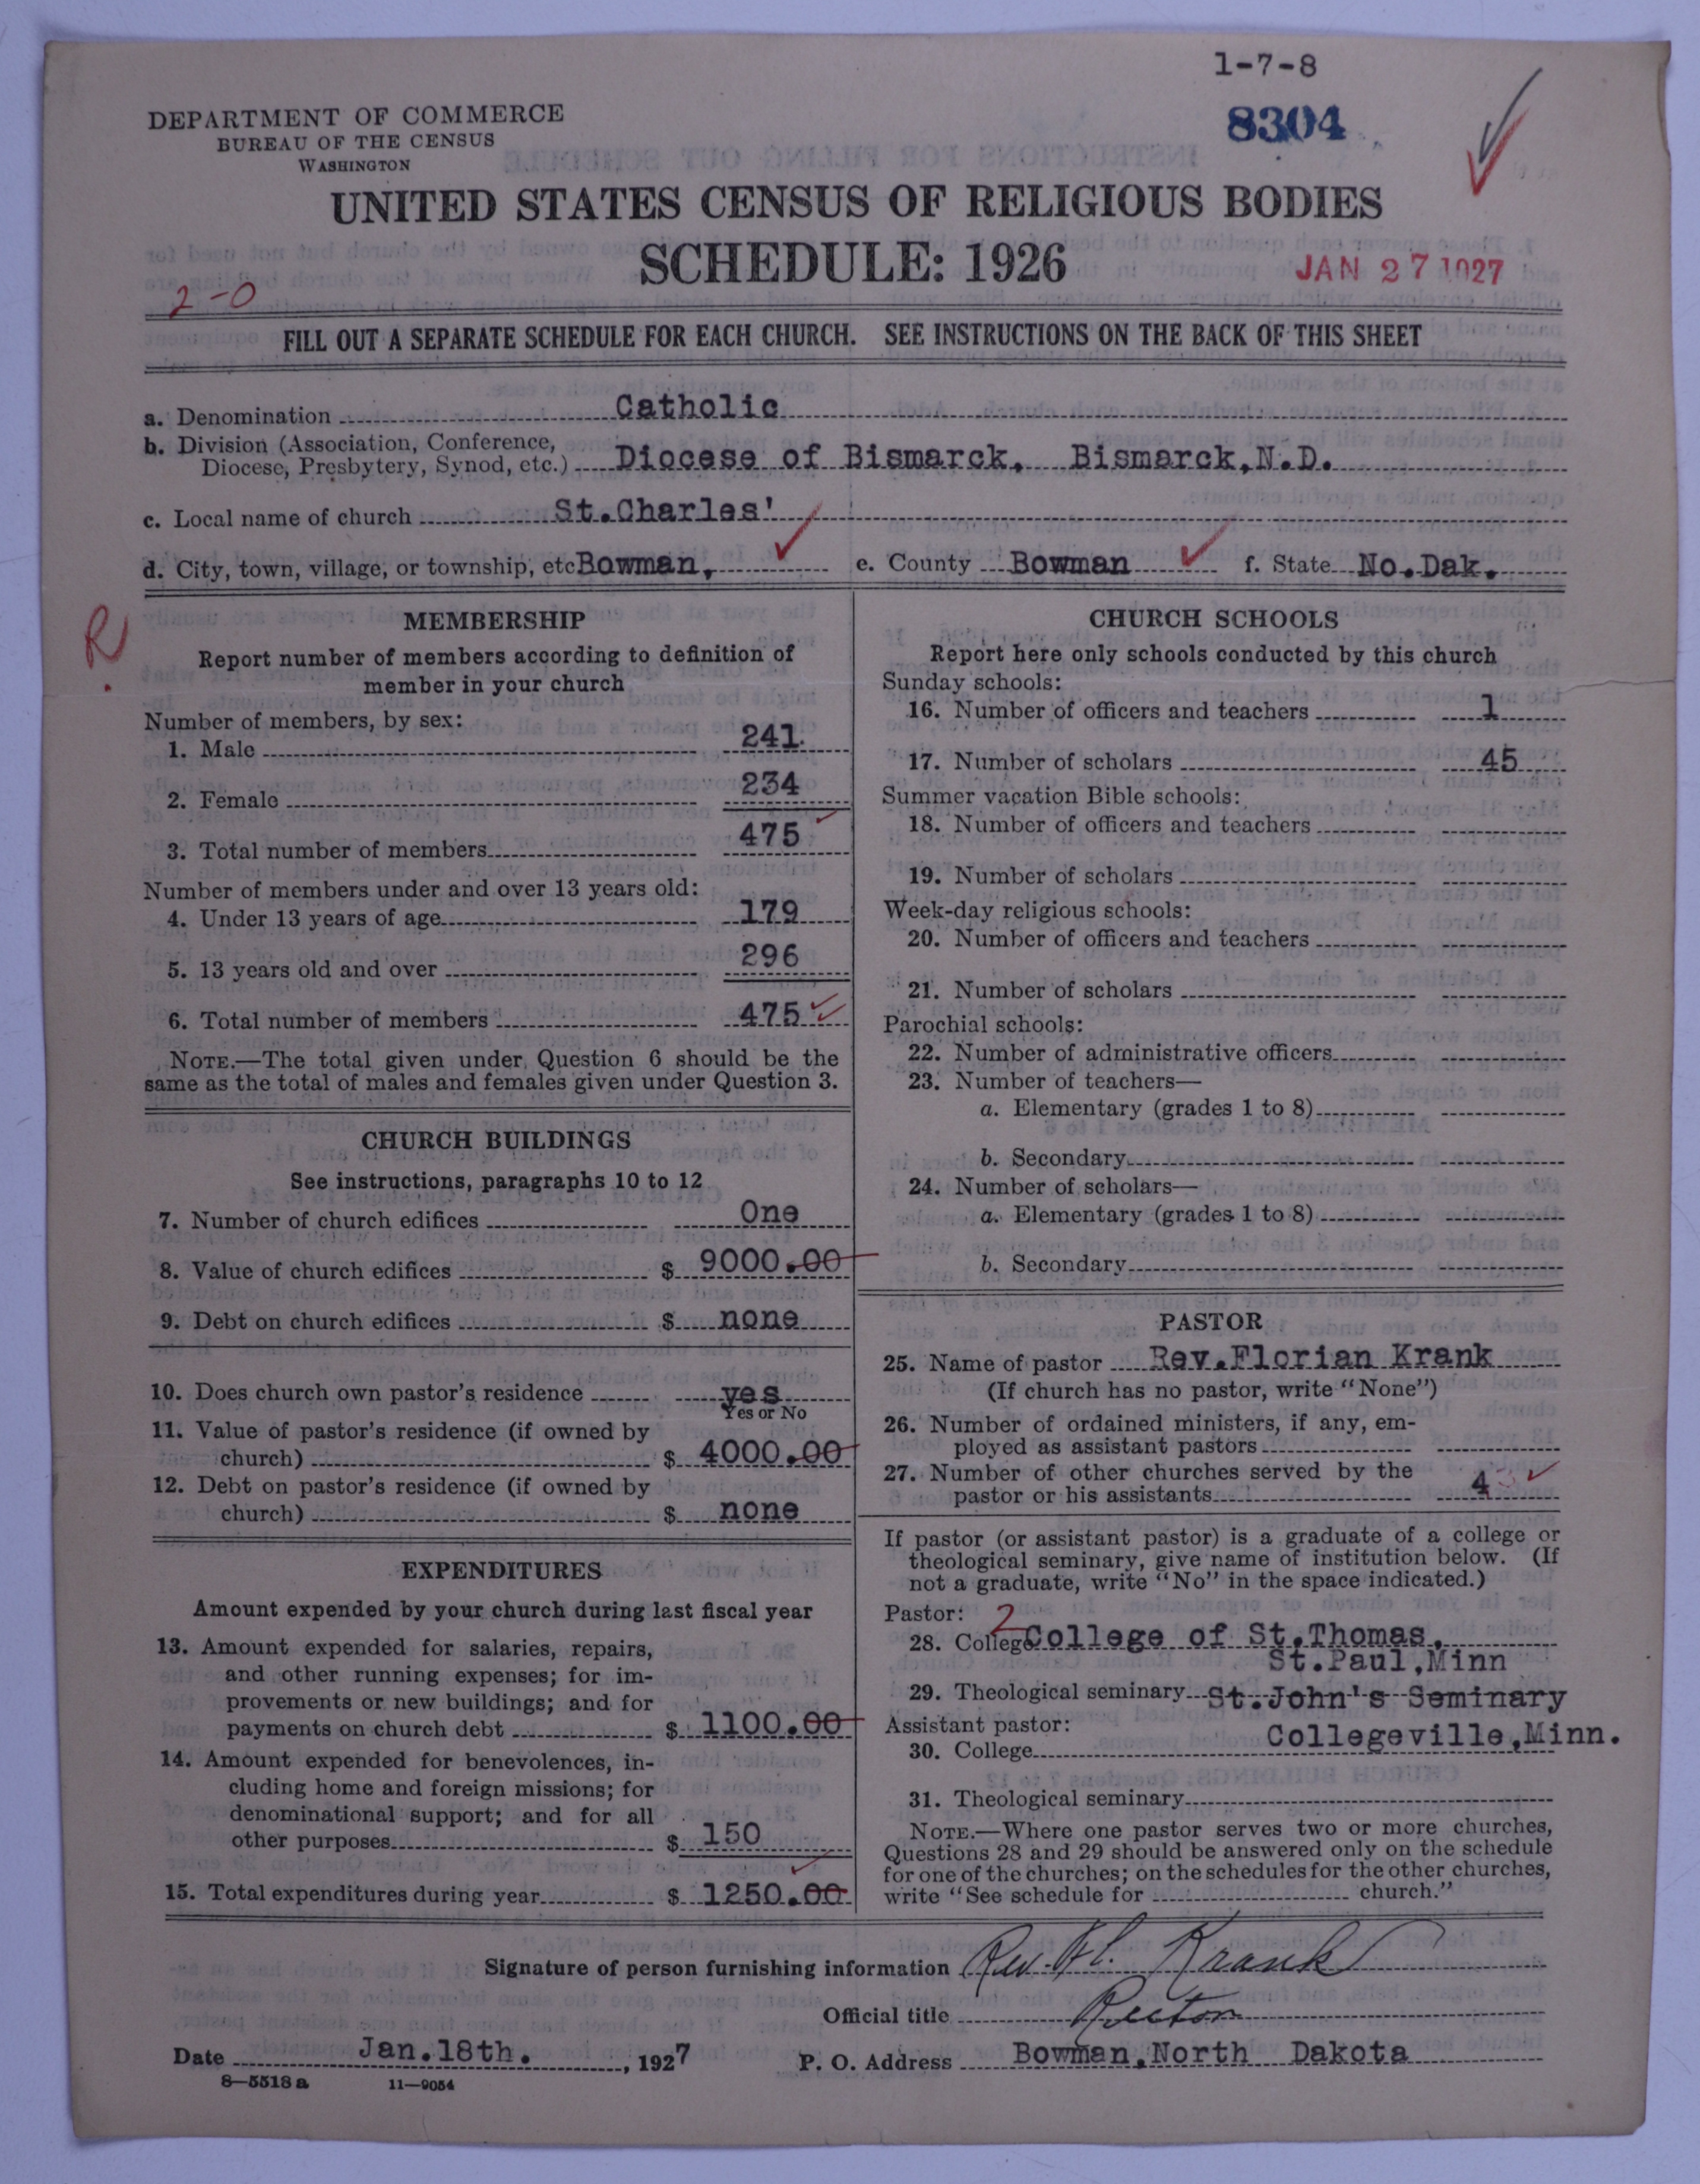 1-7-8
8304
DEPARTMENT OF COMMERCE
BUREAU OF THE CENSUS
WASHINGTON
UNITED STATES CENSUS OF RELIGIOUS BODIES
SCHEDULE: 1926
JAN 27 1927
2-0
FILL OUT A SEPARATE SCHEDULE FOR EACH CHURCH. SEE INSTRUCTIONS ON THE BACK OF THIS SHEET
a. Denomination Catholic
b. Division (Association, Conference,
Diocese, Presbytery, Synod, etc.) Diocese of Bismarck, Bismarck,N.D.
c. Local name of church St.Charles'
d. City, town, village, or township, etc Bowman, e. County Bowman f. State No.Dak.
R
MEMBERSHIP
Report number of members according to definition of
member in your church
Number of members, by sex:
1. Male 241
2. Female 234
3. Total number of members 475
Number of members under and over 13 years old:
4. Under 13 years of age 179
5. 13 years old and over 296
6. Total number of members 475
NOTE.—The total given under Question 6 should be the
same as the total of males and females given under Question 3.
CHURCH BUILDINGS
See instructions, paragraphs 10 to 12
7. Number of church edifices One
8. Value of church edifices $ 9000.00
9. Debt on church edifices $ none
10. Does church own pastor's residence yes
Yes or No
11. Value of pastor's residence (if owned by
church) $ 4000.00
12. Debt on pastor's residence (if owned by
church) $ none
EXPENDITURES
Amount expended by your church during last fiscal year
13. Amount expended for salaries, repairs,
and other running expenses; for im-
provements or new buildings; and for
payments on church debt $ 1100.00
14. Amount expended for benevolences, in-
cluding home and foreign missions; for
denominational support; and for all
other purposes $ 150
15. Total expenditures during year $ 1250.00
CHURCH SCHOOLS
Report here only schools conducted by this church
Sunday schools:
16. Number of officers and teachers 1
17. Number of scholars 45
Summer vacation Bible schools:
18. Number of officers and teachers
19. Number of scholars
Week-day religious schools:
20. Number of officers and teachers
21. Number of scholars
Parochial schools:
22. Number of administrative officers
23. Number of teachers—
a. Elementary (grades 1 to 8)
b. Secondary
24. Number of scholars—
a. Elementary (grades 1 to 8)
b. Secondary
PASTOR
25. Name of pastor Rev.Florian Krank
(If church has no pastor, write "None")
26. Number of ordained ministers, if any, em-
ployed as assistant pastors
27. Number of other churches served by the
pastor or his assistants 4
If pastor (or assistant pastor) is a graduate of a college or
theological seminary, give name of institution below. (If
not a graduate, write "No" in the space indicated.)
Pastor: 2
28. College College of St.Thomas,
St.Paul,Minn
29. Theological seminary St.John's Seminary
Assistant pastor: Collegeville,Minn.
30. College
31. Theological seminary
NOTE.—Where one pastor serves two or more churches,
Questions 28 and 29 should be answered only on the schedule
for one of the churches; on the schedules for the other churches,
write "See schedule for church."
Signature of person furnishing information Rev. Fl. Krank
Official title Rector
Date Jan.18th. , 1927 P. O. Address Bowman,North Dakota
8—5518 a 11—9054